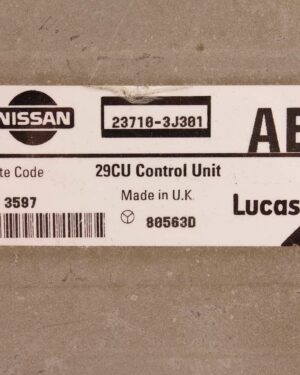 NISSAN
23710-3J301
AE
te Code
29CU Control Unit
3597
Made in U.K.
80563D
Lucas